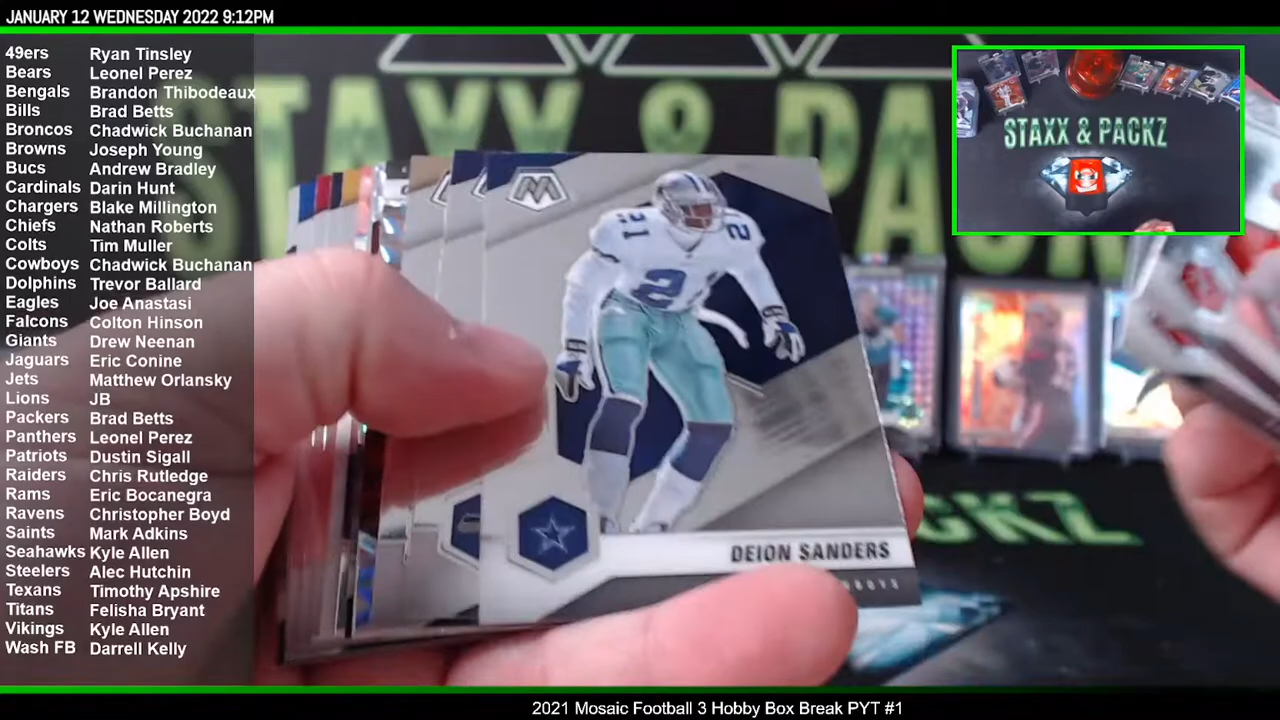 JANUARY 12 WEDNESDAY 2022 9:12PM
49ers Ryan Tinsley
Bears Leonel Perez
Bengals Brandon Thibodeaux
Bills Brad Betts
Broncos Chadwick Buchanan
Browns Joseph Young
Bucs Andrew Bradley
Cardinals Darin Hunt
Chargers Blake Millington
Chiefs Nathan Roberts
Colts Tim Muller
Cowboys Chadwick Buchanan
Dolphins Trevor Ballard
Eagles Joe Anastasi
Falcons Colton Hinson
Giants Drew Neenan
Jaguars Eric Conine
Jets Matthew Orlansky
Lions JB
Packers Brad Betts
Panthers Leonel Perez
Patriots Dustin Sigall
Raiders Chris Rutledge
Rams Eric Bocanegra
Ravens Christopher Boyd
Saints Mark Adkins
Seahawks Kyle Allen
Steelers Alec Hutchin
Texans Timothy Apshire
Titans Felisha Bryant
Vikings Kyle Allen
Wash FB Darrell Kelly
STAXX & PA
STAXX & PACKZ
M
21
21
2
DEION SANDERS
CKZ
2021 Mosaic Football 3 Hobby Box Break PYT #1